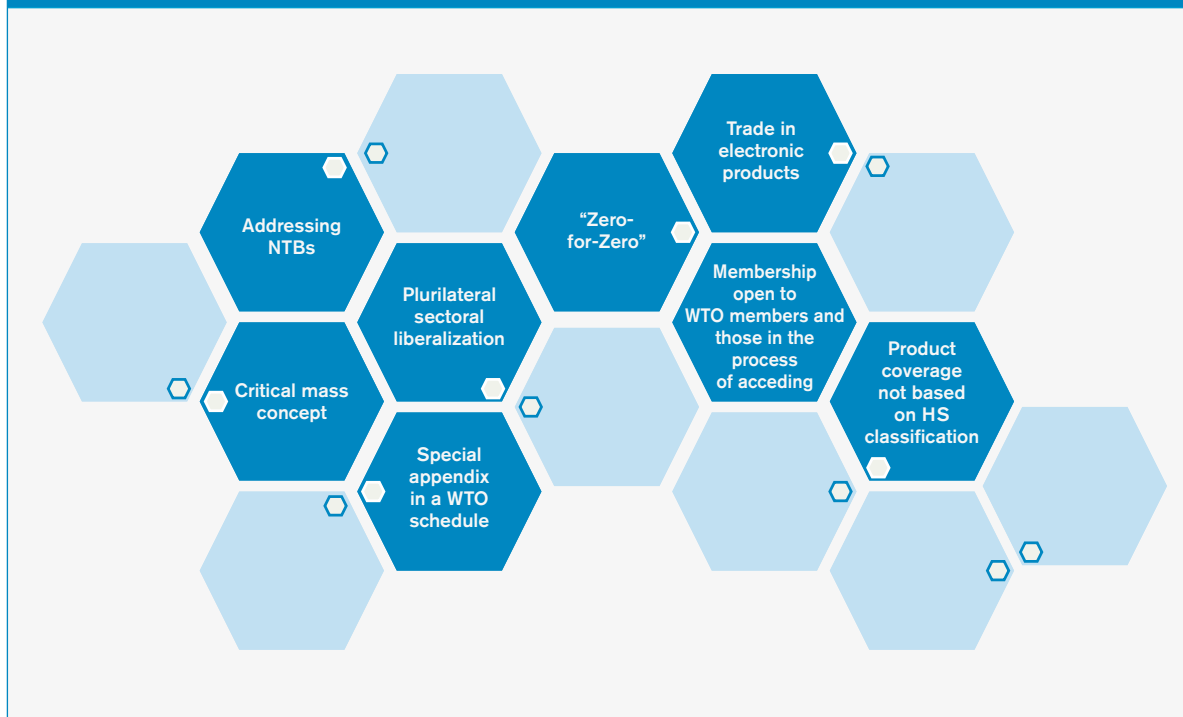 Trade in
electronic
products
Addressing
NTBs
“Zero-
for-Zero”
Plurilateral
sectoral
liberalization
Membership
open to
WTO members and
those in the
process
of acceding
Critical mass
concept
Product
coverage
not based
on HS
classification
Special
appendix
in a WTO
schedule